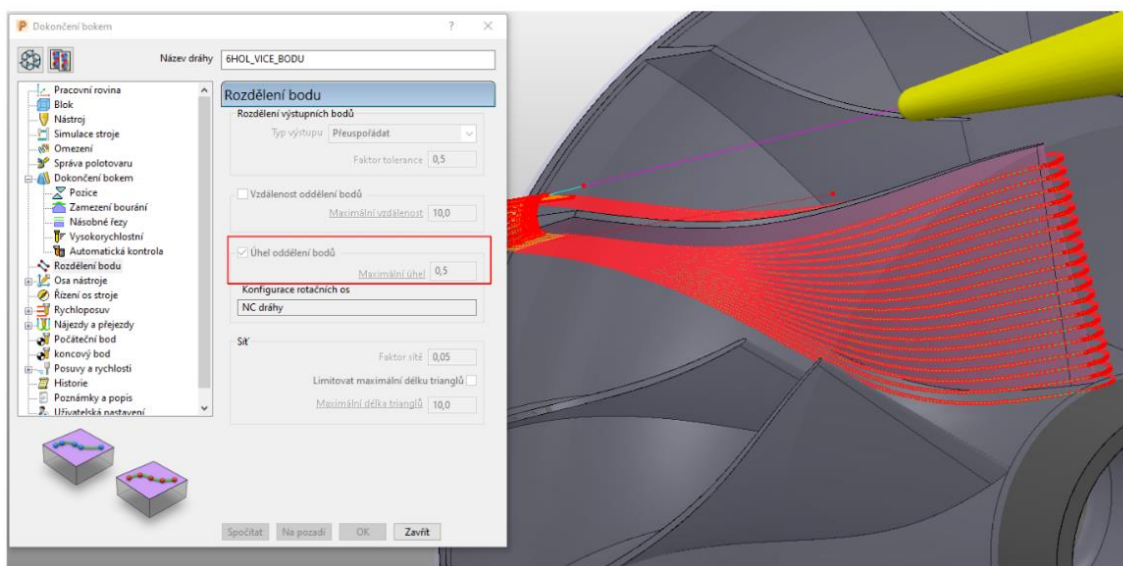 Dokončení bokem
?
Název dráhy 6HOL_VICE_BODU
Pracovní rovina
Blok
Nástroj
Simulace stroje
Omezení
Správa polotovaru
Dokončení bokem
Pozice
Zamezení bourání
Násobné řezy
Vysokorychlostní
Automatická kontrola
Rozdělení bodu
Osa nástroje
Řízení os stroje
Rychloposuv
Nájezdy a přejezdy
Počáteční bod
koncový bod
Posuvy a rychlosti
Historie
Poznámky a popis
Uživatelská nastavení
Rozdělení bodu
Rozdělení výstupních bodů
Typ výstupu Přeuspořádat
Faktor tolerance 0,5
Vzdálenost oddělení bodů
Maximální vzdálenost 10,0
Úhel oddělení bodů
Maximální úhel 0,5
Konfigurace rotačních os
NC dráhy
Síť
Faktor sítě 0,05
Limitovat maximální délku trianglů
Maximální délka trianglů 10,0
Spočítat Na pozadí OK Zavřít